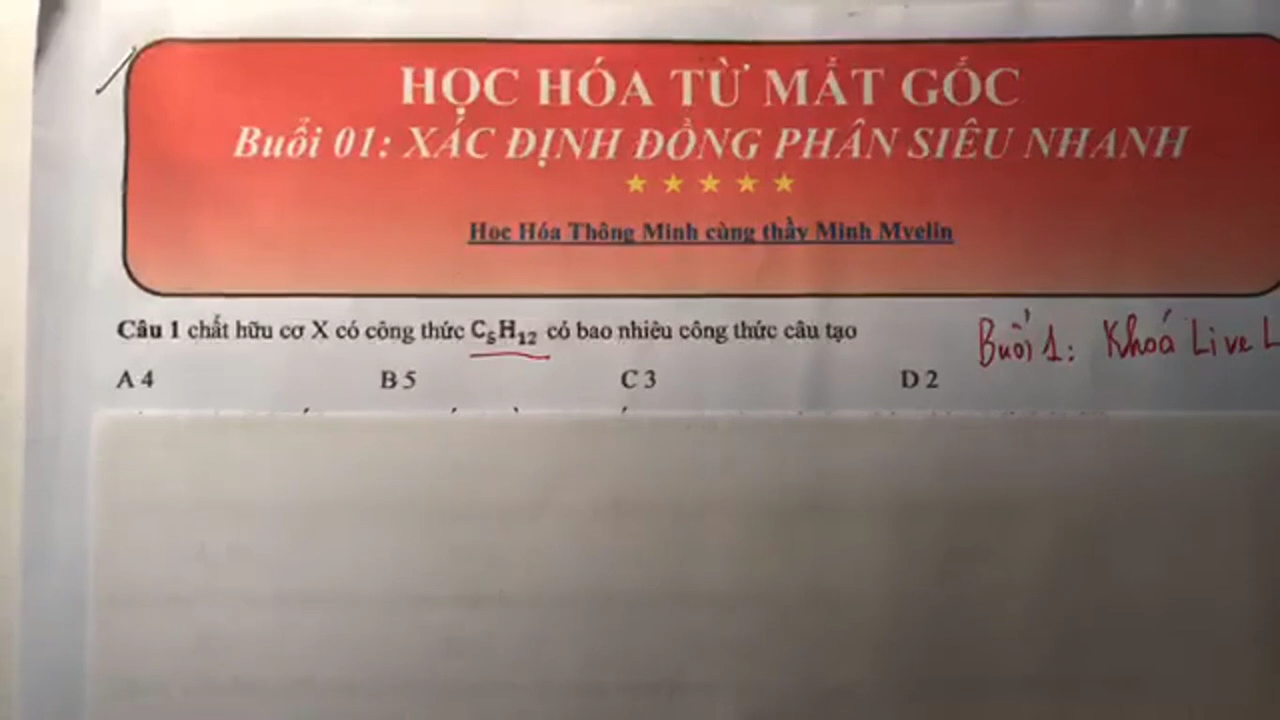 HỌC HÓA TỪ MẤT GỐC
Buổi 01: XÁC ĐỊNH ĐỒNG PHÂN SIÊU NHANH
Học Hóa Thông Minh cùng thầy Minh Myelin
Câu 1 chất hữu cơ X có công thức C₅H₁₂ có bao nhiêu công thức cấu tạo
A 4 B 5 C 3 D 2
Buổi 1: Khoá Live L